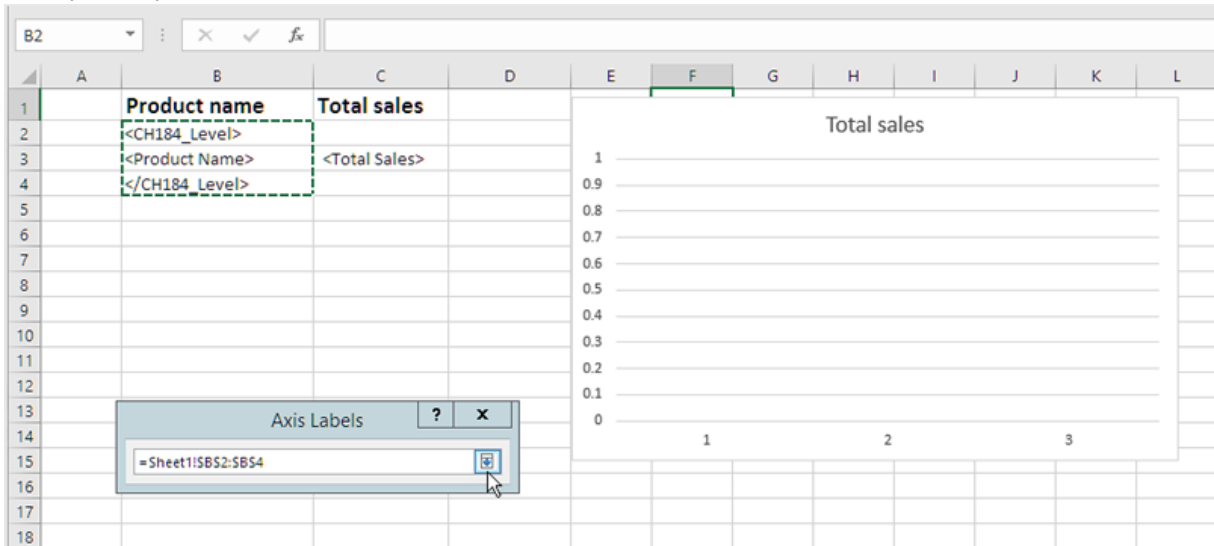 B2 fx
A B C D E F G H I J K L
1 Product name Total sales
2 <CH184_Level>
3 <Product Name> <Total Sales>
4 </CH184_Level>
5
6
7
8
9
10
11
12
13
14
15
16
17
18
Total sales
1
0.9
0.8
0.7
0.6
0.5
0.4
0.3
0.2
0.1
0
1 2 3
Axis Labels ? x
=Sheet1!$B$2:$B$4